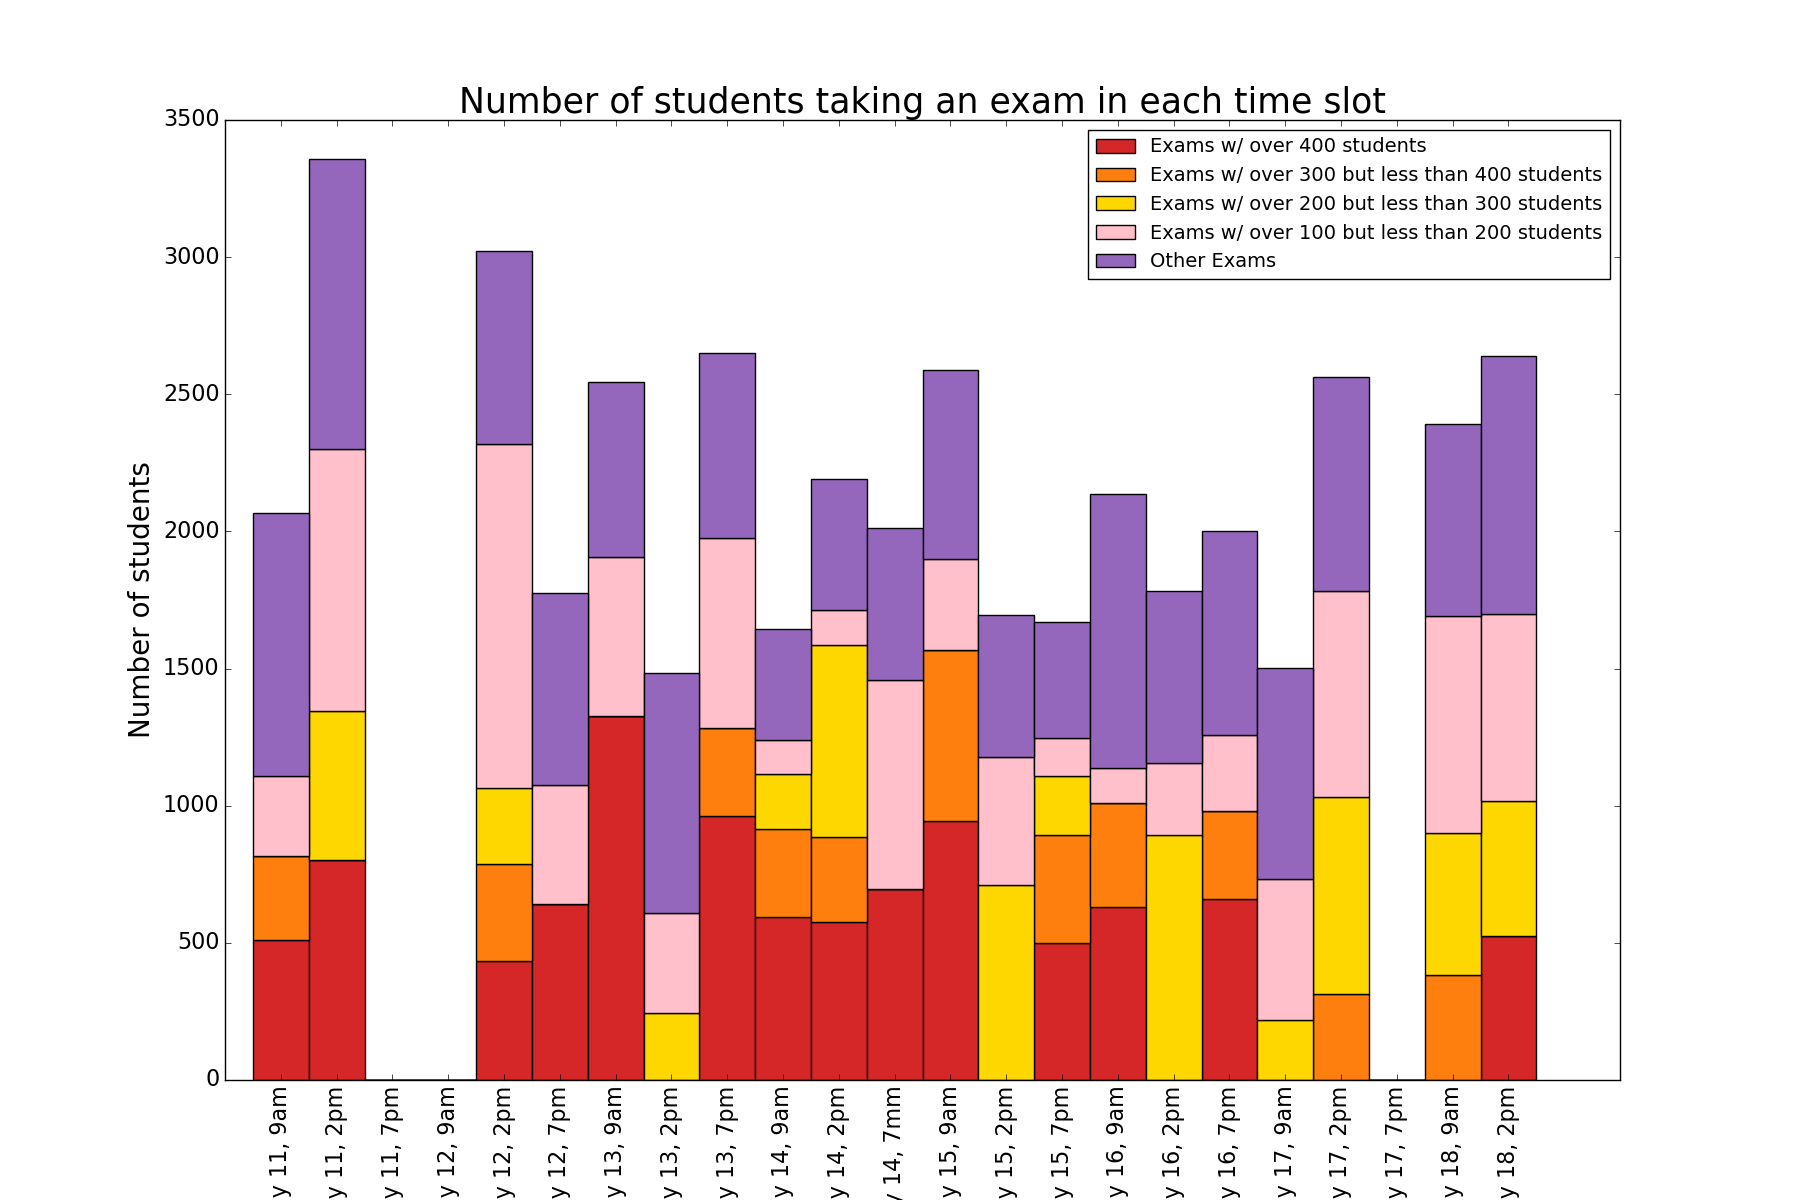 Number of students taking an exam in each time slot
Exams w/ over 400 students
Exams w/ over 300 but less than 400 students
Exams w/ over 200 but less than 300 students
Exams w/ over 100 but less than 200 students
Other Exams
Number of students
3500
3000
2500
2000
1500
1000
500
0
y 11, 9am
y 11, 2pm
y 11, 7pm
y 12, 9am
y 12, 2pm
y 12, 7pm
y 13, 9am
y 13, 2pm
y 13, 7pm
y 14, 9am
y 14, 2pm
y 14, 7mm
y 15, 9am
y 15, 2pm
y 15, 7pm
y 16, 9am
y 16, 2pm
y 16, 7pm
y 17, 9am
y 17, 2pm
y 17, 7pm
y 18, 9am
y 18, 2pm